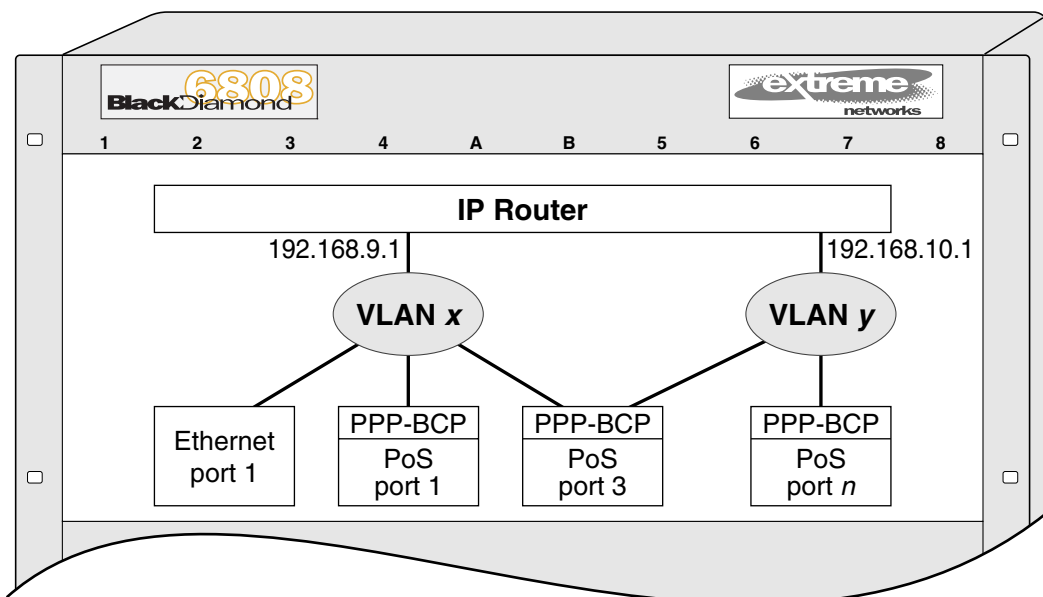 6808
BlackDiamond
extreme
networks
1 2 3 4 A B 5 6 7 8
IP Router
192.168.9.1
192.168.10.1
VLAN x
VLAN y
Ethernet
port 1
PPP-BCP
PoS
port 1
PPP-BCP
PoS
port 3
PPP-BCP
PoS
port n